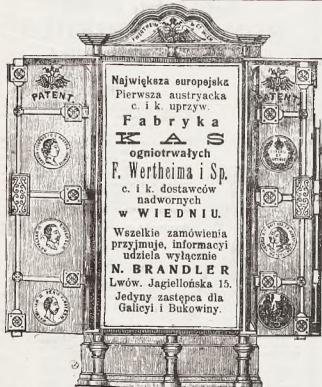 PATENT
PATENT
Największa europejska
Pierwsza austryacka
c. i k. uprzyw.
Fabryka
KAS
ogniotrwałych
F. Wertheima i Sp.
c. i k. dostawców
nadwornych
w WIEDNIU.
Wszelkie zamówienia
przyjmuje, informacyi
udziela wyłącznie
N. BRANDLER
Lwów. Jagiellońska 15.
Jedyny zastępca dla
Galicyi i Bukowiny.